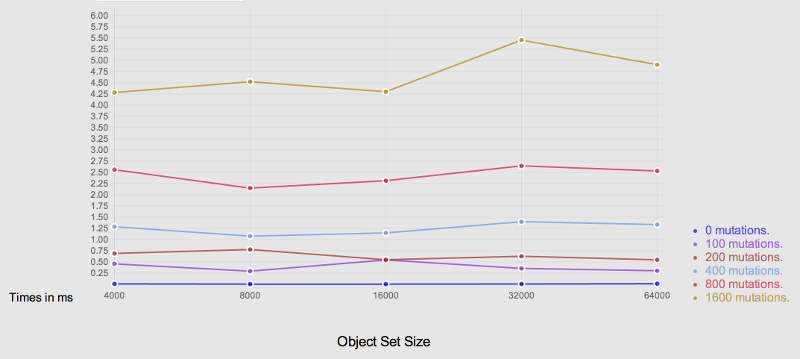 6.00
5.75
5.50
5.25
5.00
4.75
4.50
4.25
4.00
3.75
3.50
3.25
3.00
2.75
2.50
2.25
2.00
1.75
1.50
1.25
1.00
0.75
0.50
0.25
4000 8000 16000 32000 64000
Times in ms
Object Set Size
0 mutations.
100 mutations.
200 mutations.
400 mutations.
800 mutations.
1600 mutations.